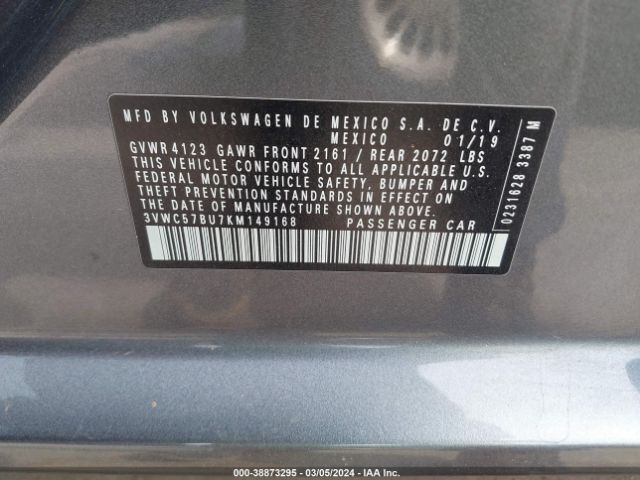 MFD BY VOLKSWAGEN DE MEXICO S.A. DE C.V.
MEXICO 01/19
GVWR 4123 GAWR FRONT 2161 / REAR 2072 LBS
THIS VEHICLE CONFORMS TO ALL APPLICABLE U.S.
FEDERAL MOTOR VEHICLE SAFETY, BUMPER AND
THEFT PREVENTION STANDARDS IN EFFECT ON
THE DATE OF MANUFACTURE SHOWN ABOVE.
3VWC57BU7KM149168 PASSENGER CAR
0231628 3387 M
000-38873295 - 03/05/2024 - IAA Inc.